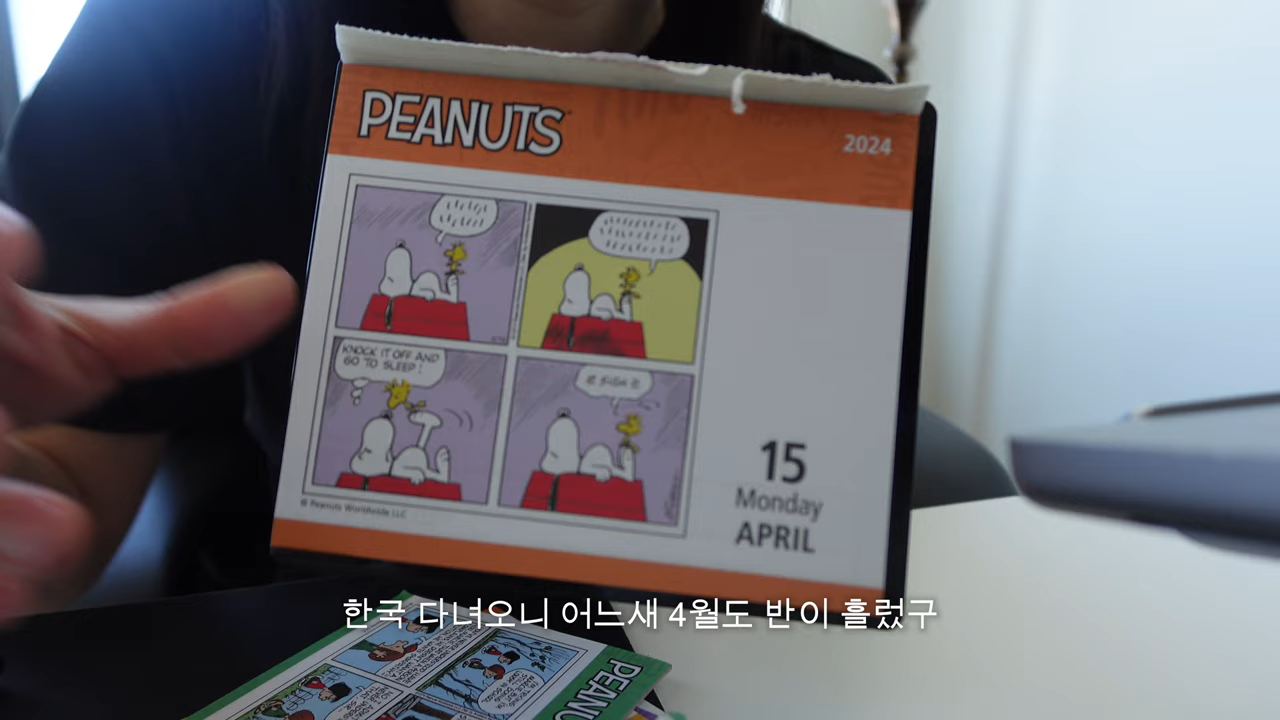 PEANUTS
2024
KNOCK IT OFF AND
GO TO SLEEP!
© Peanuts Worldwide LLC
15
Monday
APRIL
한국 다녀오니 어느새 4월도 반이 흘렀구
PEANU